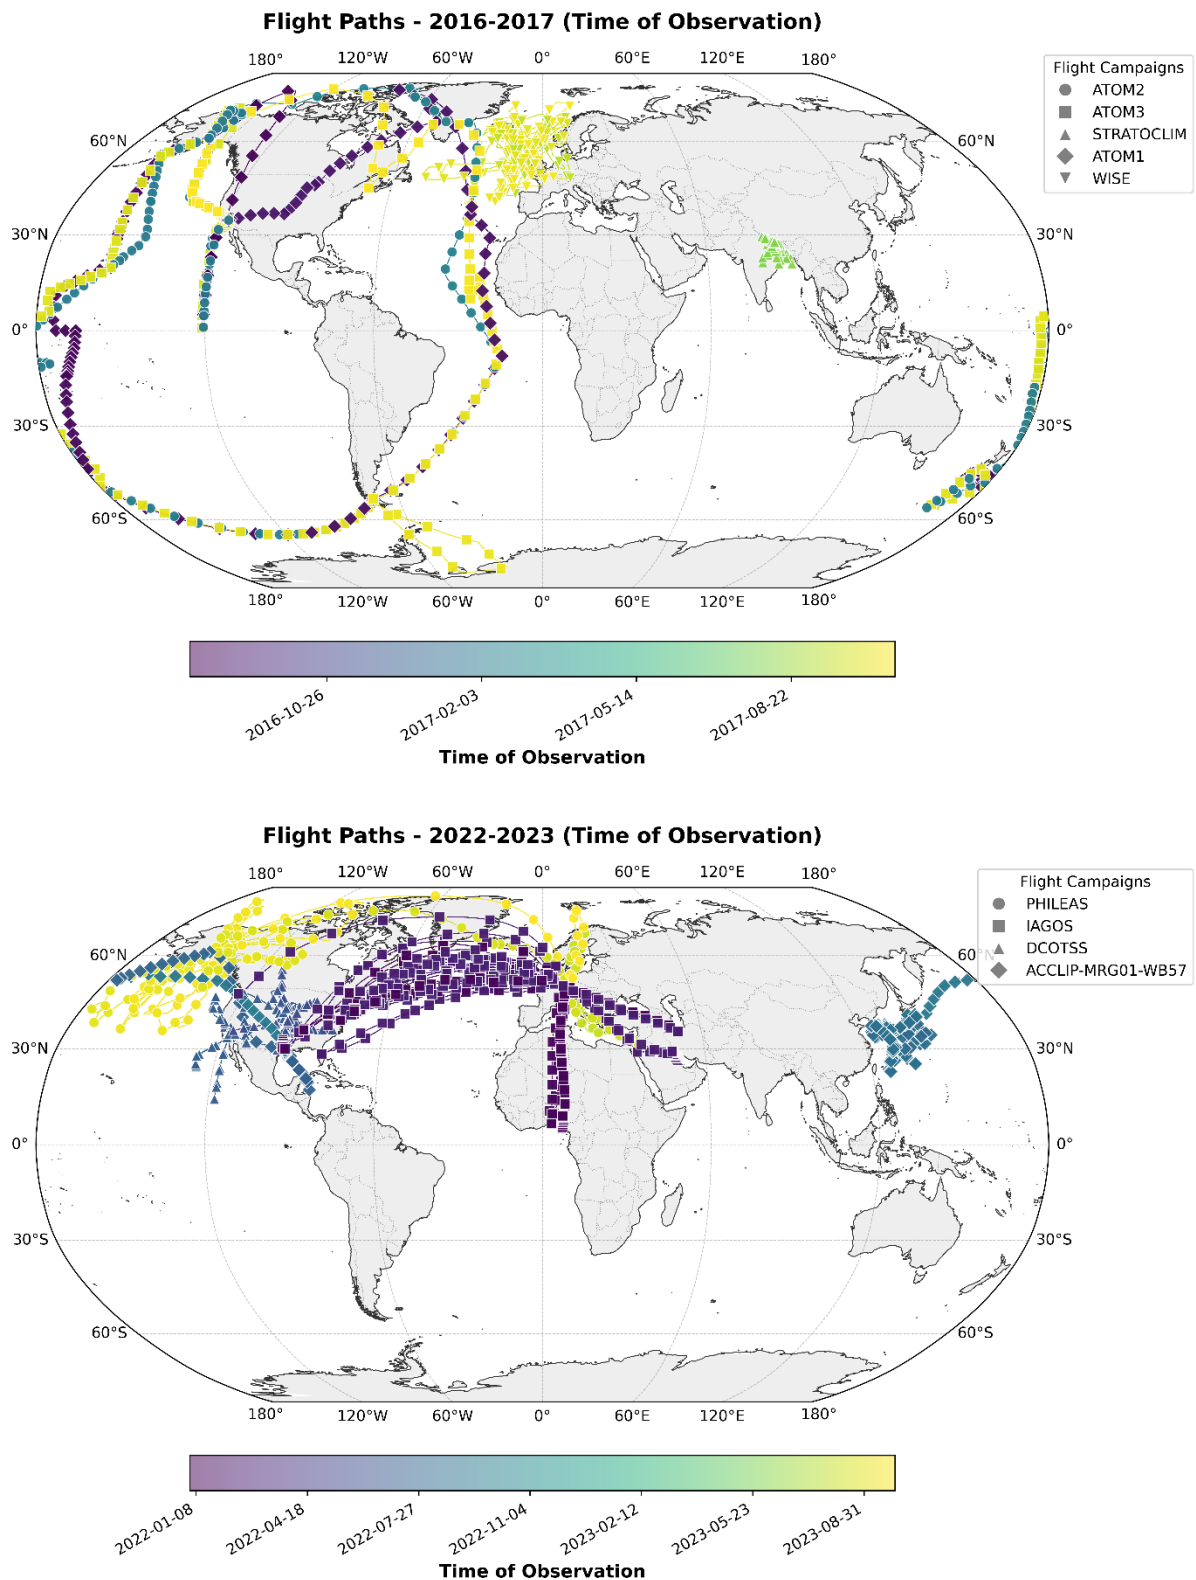 Flight Paths - 2016-2017 (Time of Observation)
180° 120°W 60°W 0° 60°E 120°E 180°
Flight Campaigns
ATOM2
ATOM3
STRATOCLIM
ATOM1
WISE
60°N
30°N 30°N
0° 0°
30°S 30°S
60°S 60°S
180° 120°W 60°W 0° 60°E 120°E 180°
2016-10-26 2017-02-03 2017-05-14 2017-08-22
Time of Observation
Flight Paths - 2022-2023 (Time of Observation)
180° 120°W 60°W 0° 60°E 120°E 180°
Flight Campaigns
PHILEAS
IAGOS
DCOTSS
ACCLIP-MRG01-WB57
60°N 60°N
30°N 30°N
0° 0°
30°S 30°S
60°S 60°S
180° 120°W 60°W 0° 60°E 120°E 180°
2022-01-08 2022-04-18 2022-07-27 2022-11-04 2023-02-12 2023-05-23 2023-08-31
Time of Observation